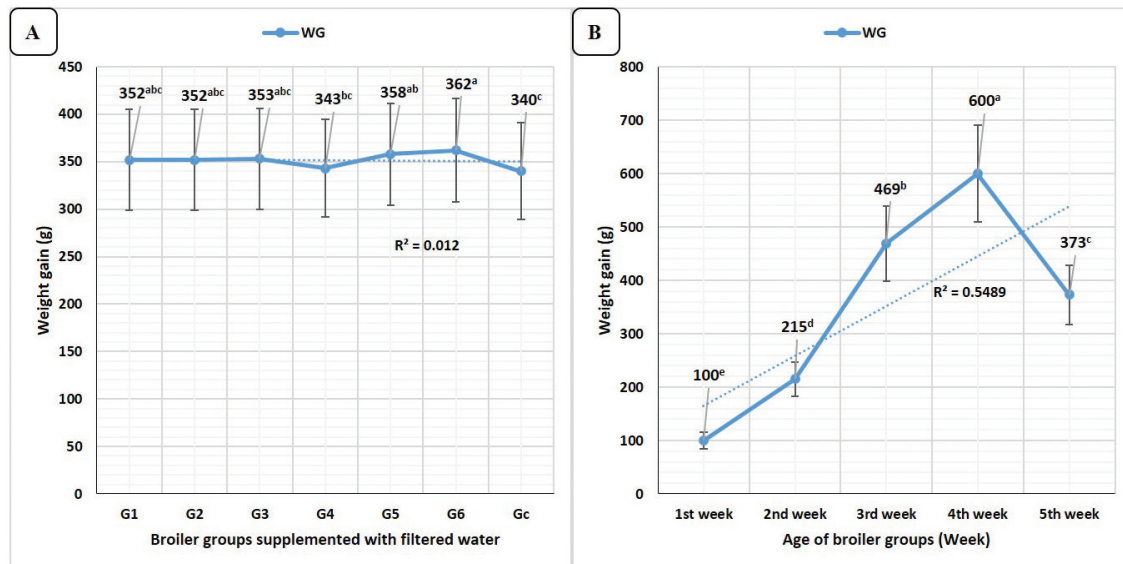 A
WG
450
400
350
300
250
200
150
100
50
0
Weight gain (g)
352ᵃᵇᶜ
352ᵃᵇᶜ
353ᵃᵇᶜ
343ᵇᶜ
358ᵃᵇ
362ᵃ
340ᶜ
R² = 0.012
G1 G2 G3 G4 G5 G6 Gc
Broiler groups supplemented with filtered water
B
WG
800
700
600
500
400
300
200
100
0
Weight gain (g)
100ᵉ
215ᵈ
469ᵇ
600ᵃ
373ᶜ
R² = 0.5489
1st week 2nd week 3rd week 4th week 5th week
Age of broiler groups (Week)